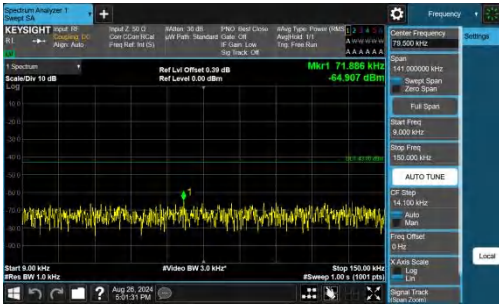 Spectrum Analyzer 1
Swept SA
+
Frequency
KEYSIGHT
Input: RF
Coupling: DC
Align: Auto
Input Z: 50 Ω
Corr CCorr RCal
Freq Ref: Int (S)
#Atten: 30 dB
µW Path: Standard
PNO: Best Close
Gate: Off
IF Gain: Low
Sig Track: Off
#Avg Type: Power (RMS)
Avg|Hold: 1/1
Trig: Free Run
1 2 3 4 5 6
A W W W W W
A A A A A A
1 Spectrum
Scale/Div 10 dB
Log
Ref Lvl Offset 0.39 dB
Ref Level 0.00 dBm
Mkr1 71.886 kHz
-64.907 dBm
1
Start 9.00 kHz
#Res BW 1.0 kHz
#Video BW 3.0 kHz*
Stop 150.00 kHz
#Sweep 1.00 s (1001 pts)
Aug 26, 2024
5:01:31 PM
Center Frequency
79.500 kHz
Settings
Span
141.000000 kHz
Swept Span
Zero Span
Full Span
Start Freq
9.000 kHz
Stop Freq
150.000 kHz
AUTO TUNE
CF Step
14.100 kHz
Auto
Man
Freq Offset
0 Hz
X Axis Scale
Log
Lin
Signal Track
(Span Zoom)
Local